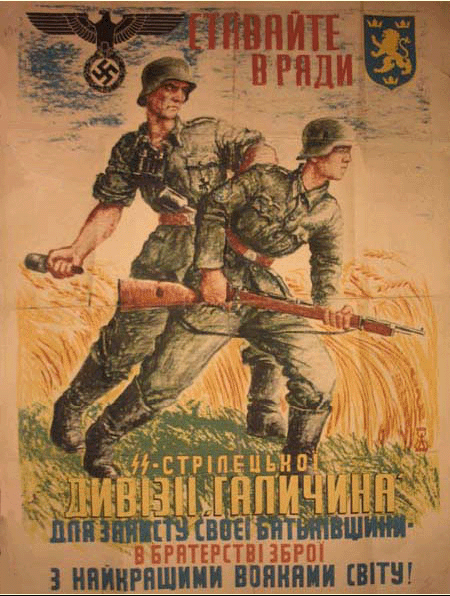 СТАВАЙТЕ
В РЯДИ
SS-СТРІЛЕЦЬКОЇ
ДИВІЗІЇ „ГАЛИЧИНА“
ДЛЯ ЗАХИСТУ СВОЄЇ БАТЬКІВЩИНИ-
В БРАТЕРСТВІ ЗБРОЇ
З НАЙКРАЩИМИ ВОЯКАМИ СВІТУ!